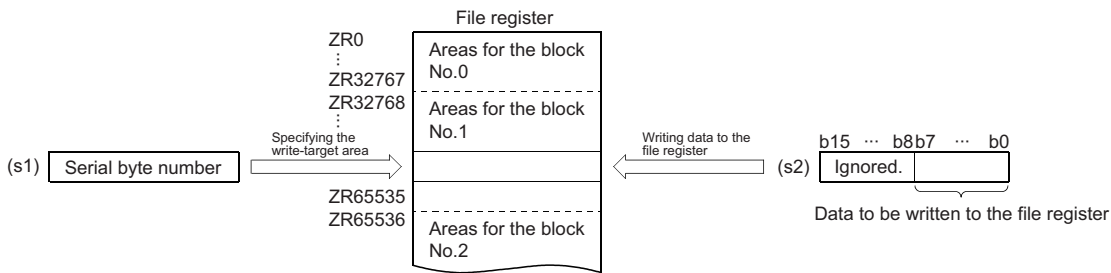 File register
ZR0
⋮
ZR32767
ZR32768
⋮
Areas for the block
No.0
Areas for the block
No.1
(s1)
Serial byte number
Specifying the
write-target area
Writing data to the
file register
b15 ··· b8 b7 ··· b0
(s2)
Ignored.
Data to be written to the file register
ZR65535
ZR65536
Areas for the block
No.2